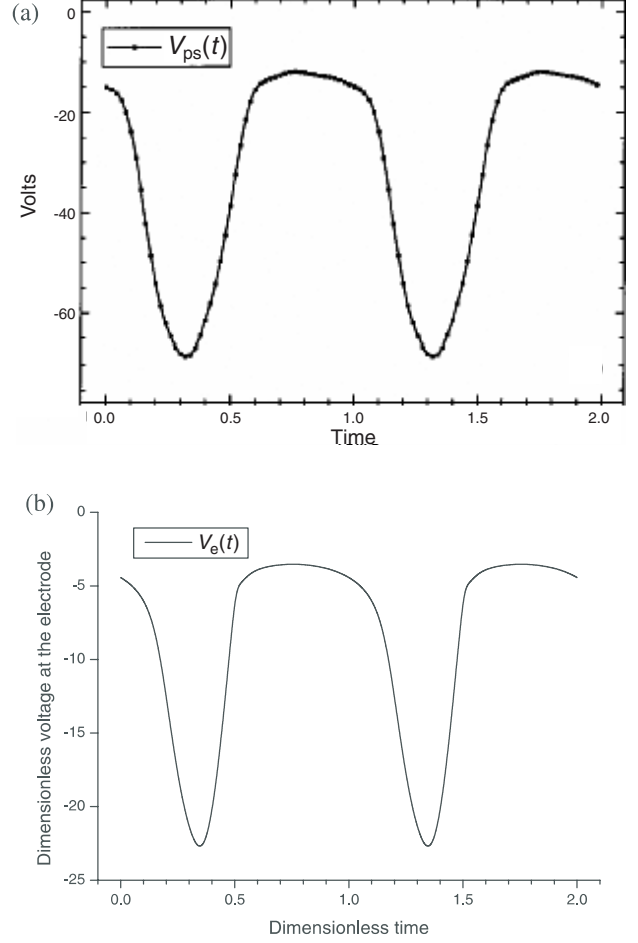 (a)
0
-20
-40
-60
Volts
V_ps(t)
0.0 0.5 1.0 1.5 2.0
Time
(b)
0
-5
-10
-15
-20
-25
Dimensionless voltage at the electrode
V_e(t)
0.0 0.5 1.0 1.5 2.0
Dimensionless time